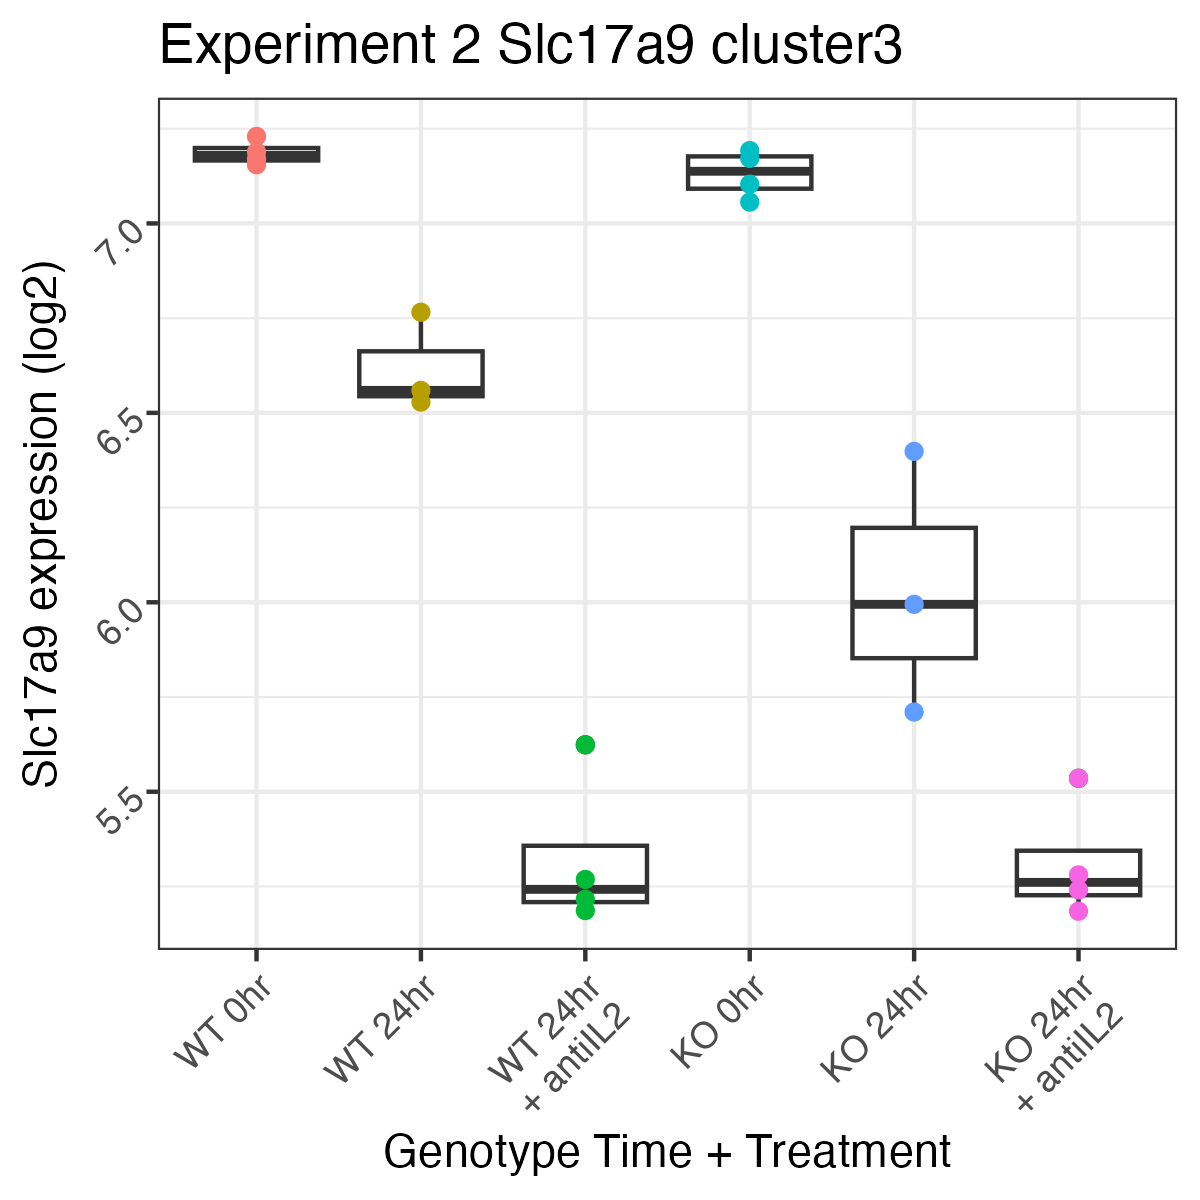 Experiment 2 Slc17a9 cluster3
Slc17a9 expression (log2)
7.0
6.5
6.0
5.5
WT 0hr
WT 24hr
WT 24hr
+ antiIL2
KO 0hr
KO 24hr
KO 24hr
+ antiIL2
Genotype Time + Treatment